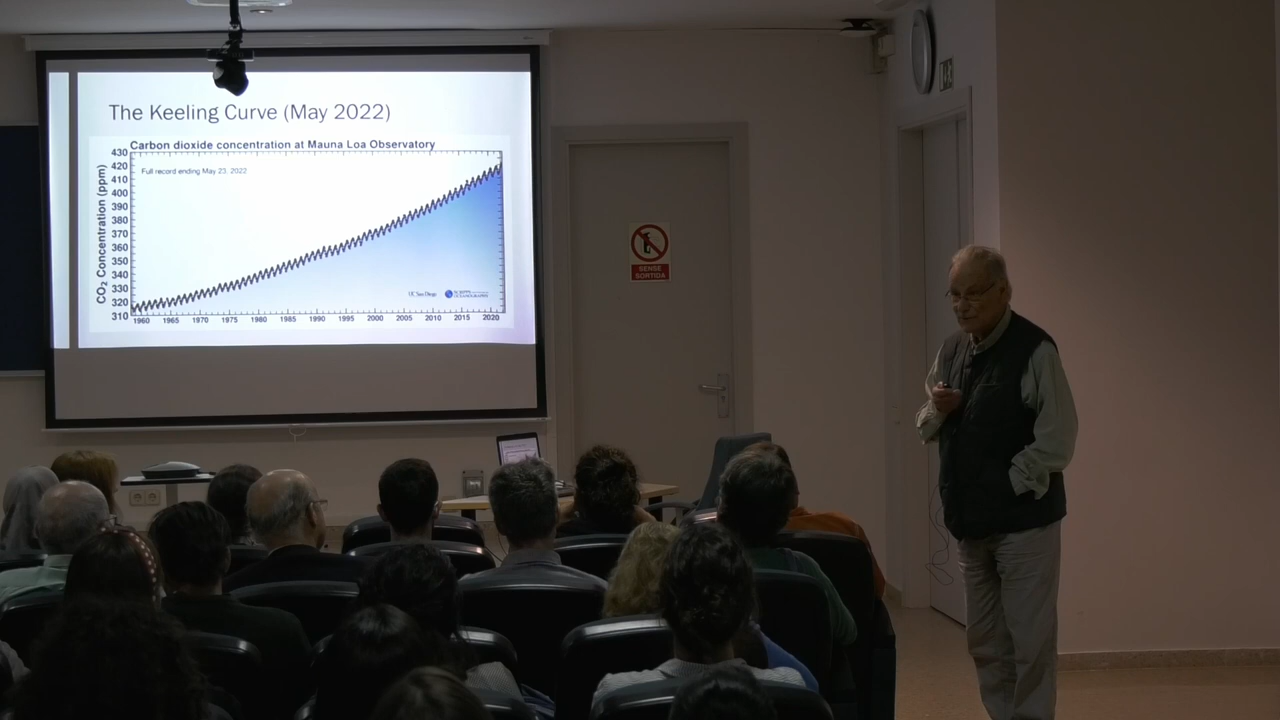 The Keeling Curve (May 2022)
Carbon dioxide concentration at Mauna Loa Observatory
Full record ending May 23, 2022
CO₂ Concentration (ppm)
430
420
410
400
390
380
370
360
350
340
330
320
310
1960 1965 1970 1975 1980 1985 1990 1995 2000 2005 2010 2015 2020
UC San Diego
SCRIPPS
OCEANOGRAPHY
SENSE
SORTIDA